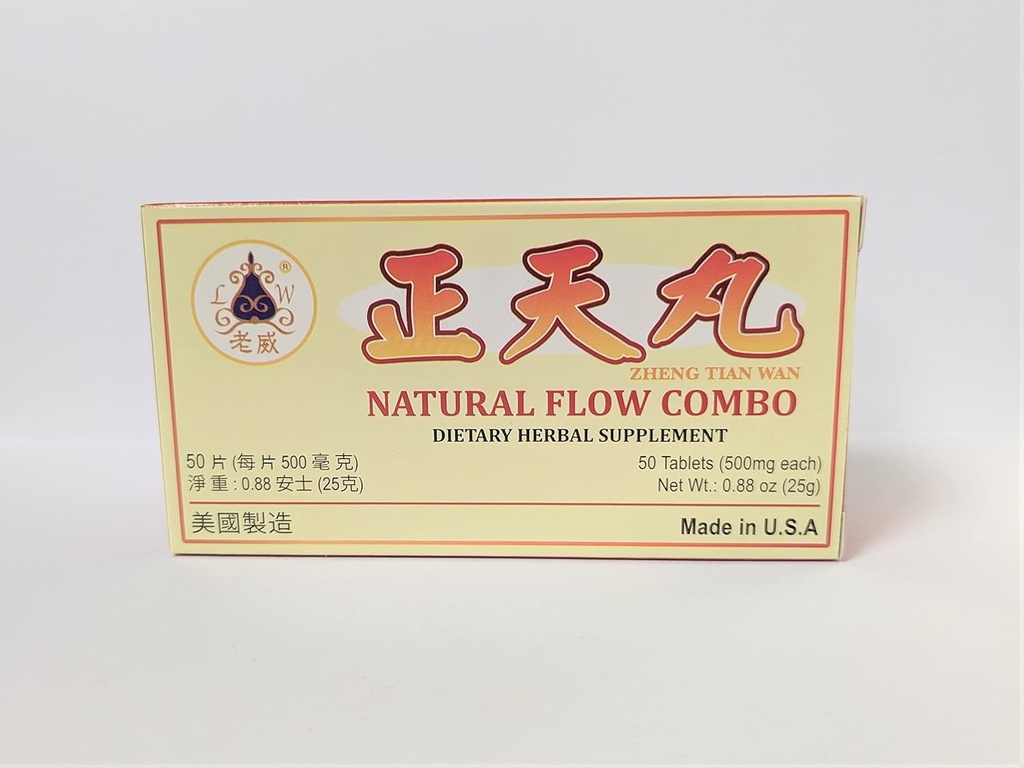 ®
L W
老威
正天丸
ZHENG TIAN WAN
NATURAL FLOW COMBO
DIETARY HERBAL SUPPLEMENT
50 片 (每片 500 毫克)
淨重 : 0.88 安士 (25克)
50 Tablets (500mg each)
Net Wt.: 0.88 oz (25g)
美國製造
Made in U.S.A